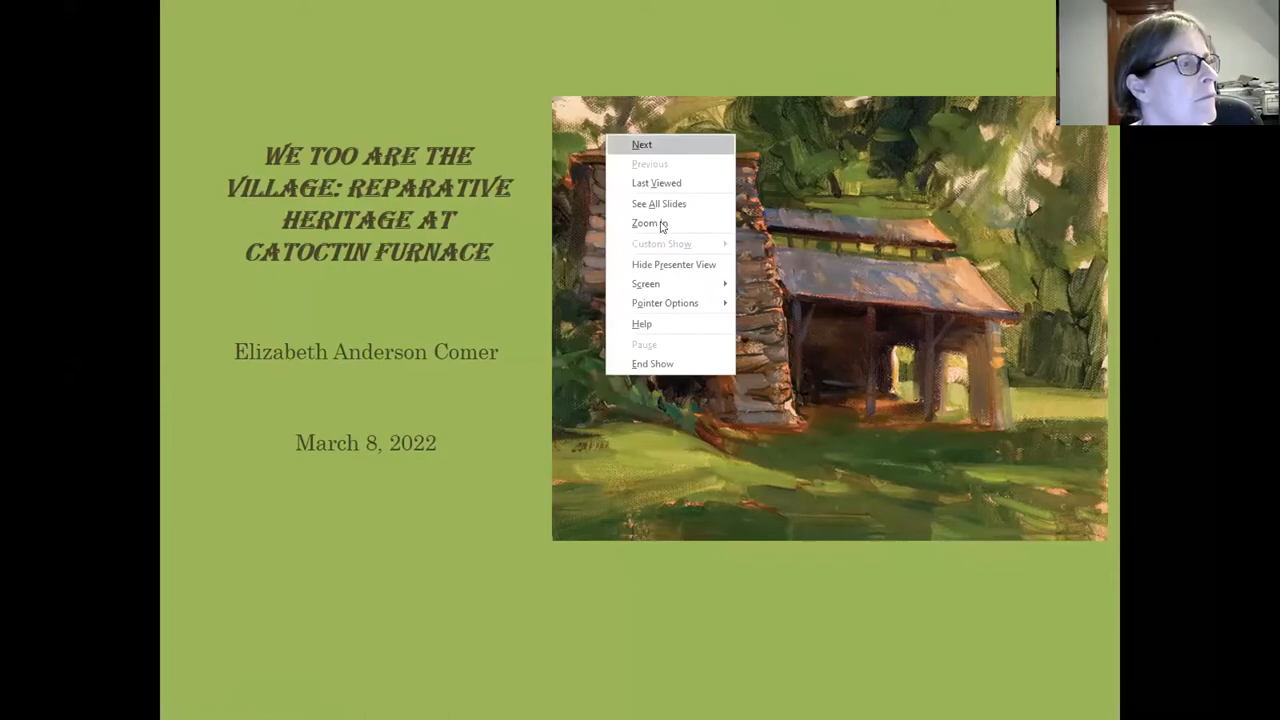 WE TOO ARE THE
VILLAGE: REPARATIVE
HERITAGE AT
CATOCTIN FURNACE
Elizabeth Anderson Comer
March 8, 2022
Next
Previous
Last Viewed
See All Slides
Zoom to
Custom Show
Hide Presenter View
Screen
Pointer Options
Help
Pause
End Show